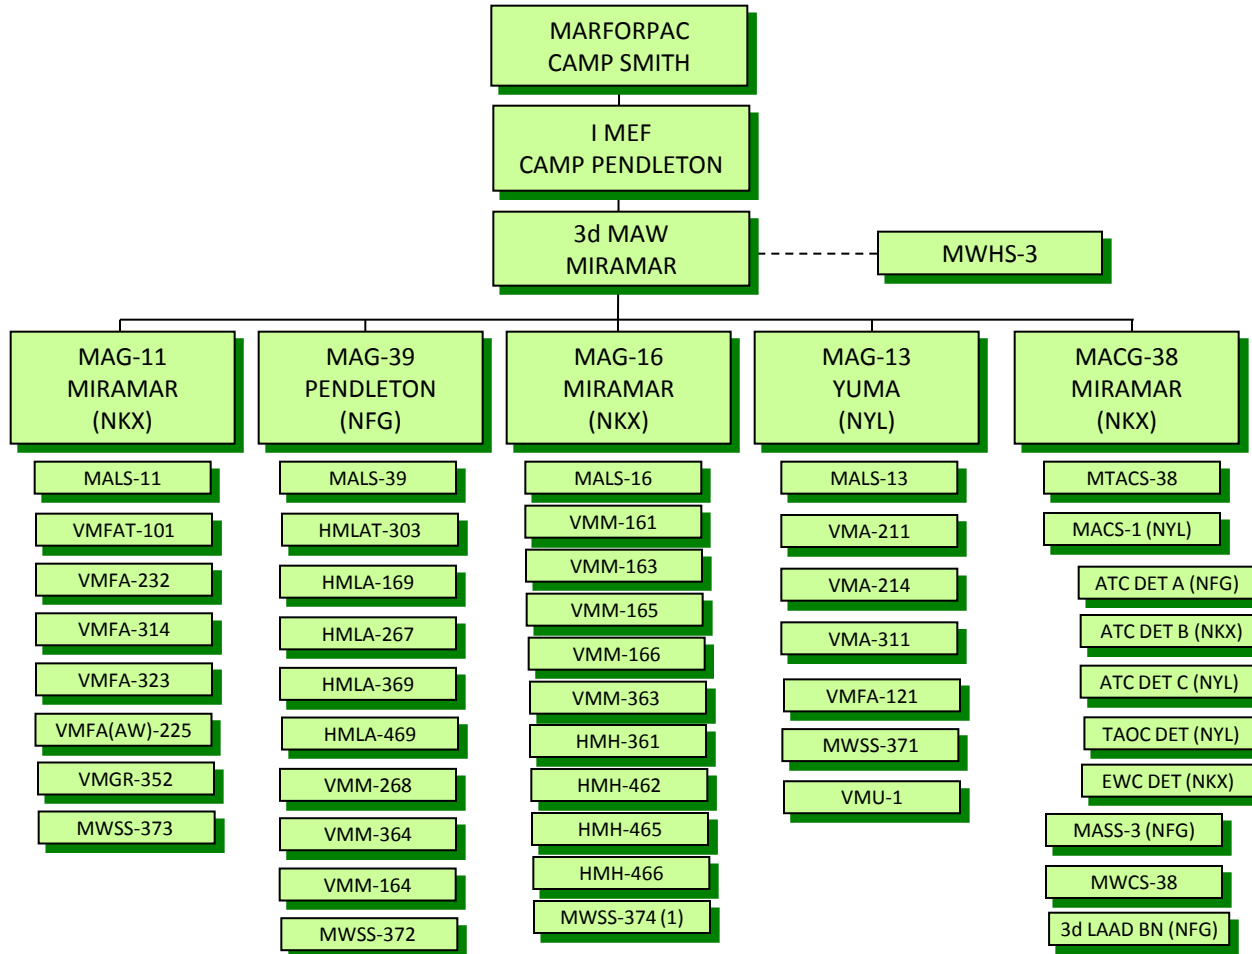 MARFORPAC
CAMP SMITH
I MEF
CAMP PENDLETON
3d MAW
MIRAMAR
MWHS-3
MAG-11
MIRAMAR
(NKX)
MALS-11
VMFAT-101
VMFA-232
VMFA-314
VMFA-323
VMFA(AW)-225
VMGR-352
MWSS-373
MAG-39
PENDLETON
(NFG)
MALS-39
HMLAT-303
HMLA-169
HMLA-267
HMLA-369
HMLA-469
VMM-268
VMM-364
VMM-164
MWSS-372
MAG-16
MIRAMAR
(NKX)
MALS-16
VMM-161
VMM-163
VMM-165
VMM-166
VMM-363
HMH-361
HMH-462
HMH-465
HMH-466
MWSS-374 (1)
MAG-13
YUMA
(NYL)
MALS-13
VMA-211
VMA-214
VMA-311
VMFA-121
MWSS-371
VMU-1
MACG-38
MIRAMAR
(NKX)
MTACS-38
MACS-1 (NYL)
ATC DET A (NFG)
ATC DET B (NKX)
ATC DET C (NYL)
TAOC DET (NYL)
EWC DET (NKX)
MASS-3 (NFG)
MWCS-38
3d LAAD BN (NFG)